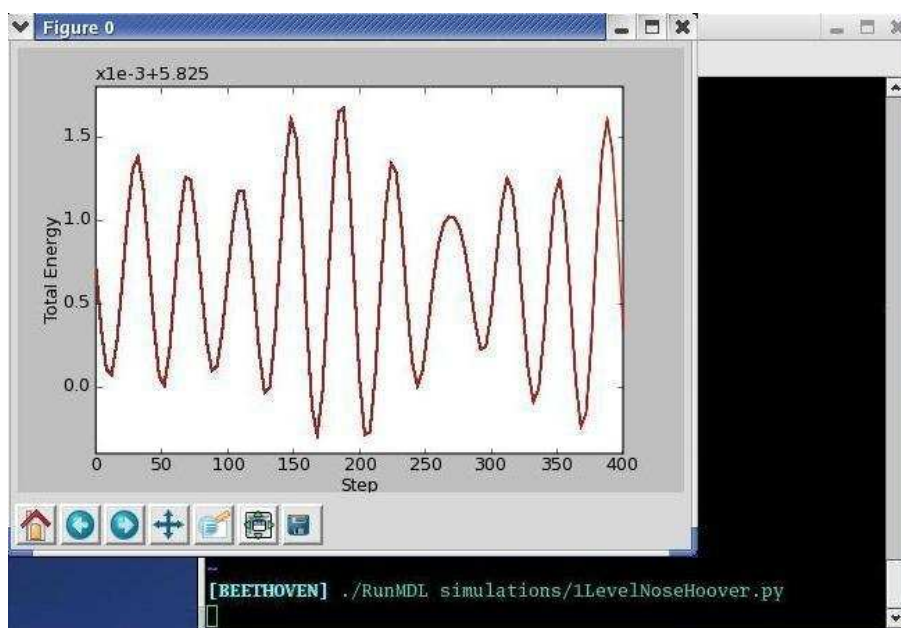 Figure 0
x1e-3+5.825
1.5
1.0
0.5
0.0
Total Energy
0 50 100 150 200 250 300 350 400
Step
~
[BEETHOVEN] ./RunMDL simulations/1LevelNoseHoover.py